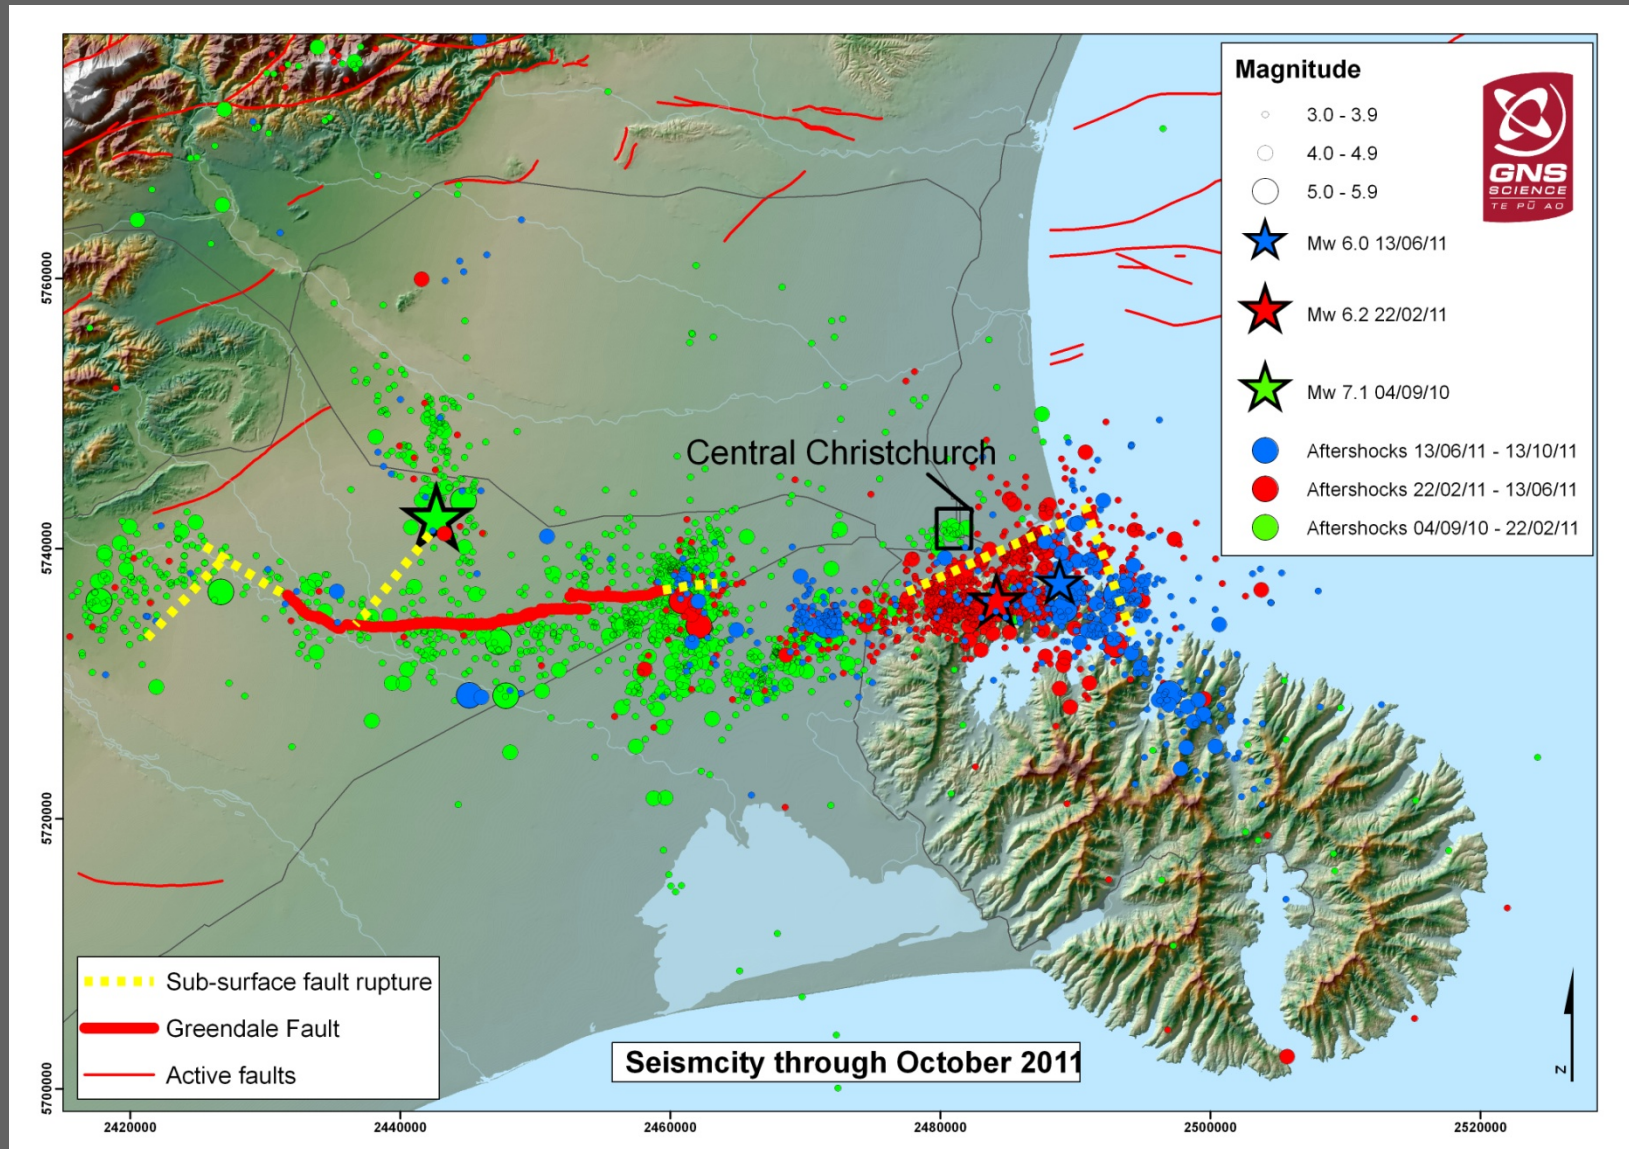 Magnitude
3.0 - 3.9
4.0 - 4.9
5.0 - 5.9
Mw 6.0 13/06/11
Mw 6.2 22/02/11
Mw 7.1 04/09/10
Aftershocks 13/06/11 - 13/10/11
Aftershocks 22/02/11 - 13/06/11
Aftershocks 04/09/10 - 22/02/11
GNS
SCIENCE
TE PŪ AO
Central Christchurch
Sub-surface fault rupture
Greendale Fault
Active faults
Seismcity through October 2011
N
5760000
5740000
5720000
5700000
2420000
2440000
2460000
2480000
2500000
2520000